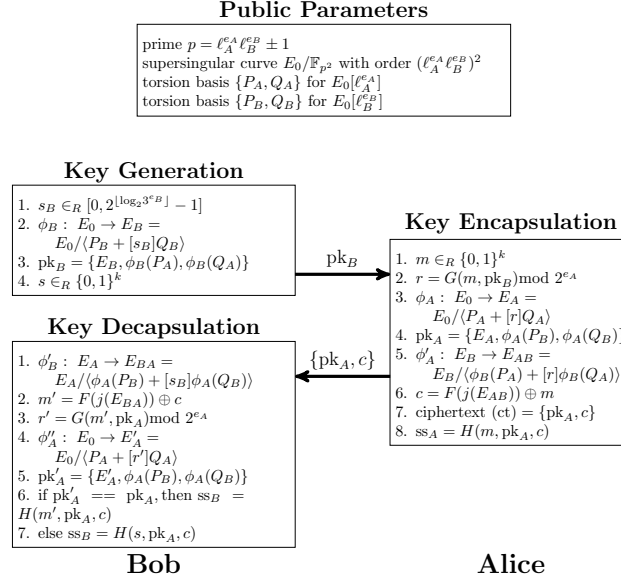 Public Parameters
prime p = ℓ_A^{e_A} ℓ_B^{e_B} ± 1
supersingular curve E_0/𝔽_{p^2} with order (ℓ_A^{e_A} ℓ_B^{e_B})^2
torsion basis {P_A, Q_A} for E_0[ℓ_A^{e_A}]
torsion basis {P_B, Q_B} for E_0[ℓ_B^{e_B}]
Key Generation
1. s_B ∈_R [0, 2^{⌊log_2 3^{e_B}⌋} − 1]
2. ϕ_B : E_0 → E_B =
E_0/⟨P_B + [s_B]Q_B⟩
3. pk_B = {E_B, ϕ_B(P_A), ϕ_B(Q_A)}
4. s ∈_R {0, 1}^k
pk_B
Key Encapsulation
1. m ∈_R {0, 1}^k
2. r = G(m, pk_B)mod 2^{e_A}
3. ϕ_A : E_0 → E_A =
E_0/⟨P_A + [r]Q_A⟩
4. pk_A = {E_A, ϕ_A(P_B), ϕ_A(Q_B)}
5. ϕ′_A : E_B → E_{AB} =
E_B/⟨ϕ_B(P_A) + [r]ϕ_B(Q_A)⟩
6. c = F(j(E_{AB})) ⊕ m
7. ciphertext (ct) = {pk_A, c}
8. ss_A = H(m, pk_A, c)
{pk_A, c}
Key Decapsulation
1. ϕ′_B : E_A → E_{BA} =
E_A/⟨ϕ_A(P_B) + [s_B]ϕ_A(Q_B)⟩
2. m′ = F(j(E_{BA})) ⊕ c
3. r′ = G(m′, pk_A)mod 2^{e_A}
4. ϕ″_A : E_0 → E′_A =
E_0/⟨P_A + [r′]Q_A⟩
5. pk′_A = {E′_A, ϕ_A(P_B), ϕ_A(Q_B)}
6. if pk′_A == pk_A, then ss_B =
H(m′, pk_A, c)
7. else ss_B = H(s, pk_A, c)
Bob
Alice